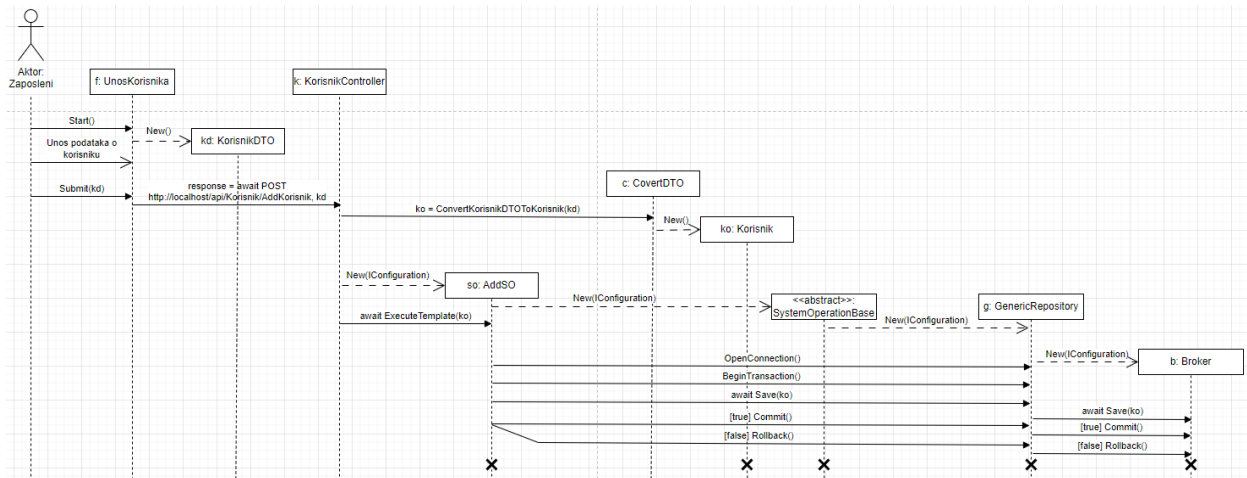 Aktor:
Zaposleni
f: UnosKorisnika
k: KorisnikController
Start()
New()
kd: KorisnikDTO
Unos podataka o
korisniku
Submit(kd)
response = await POST
http://localhost/api/Korisnik/AddKorisnik, kd
c: CovertDTO
ko = ConvertKorisnikDTOToKorisnik(kd)
New()
ko: Korisnik
New(IConfiguration)
so: AddSO
New(IConfiguration)
<<abstract>>:
SystemOperationBase
g: GenericRepository
await ExecuteTemplate(ko)
New(IConfiguration)
OpenConnection()
New(IConfiguration)
b: Broker
BeginTransaction()
await Save(ko)
await Save(ko)
[true] Commit()
[true] Commit()
[false] Rollback()
[false] Rollback()